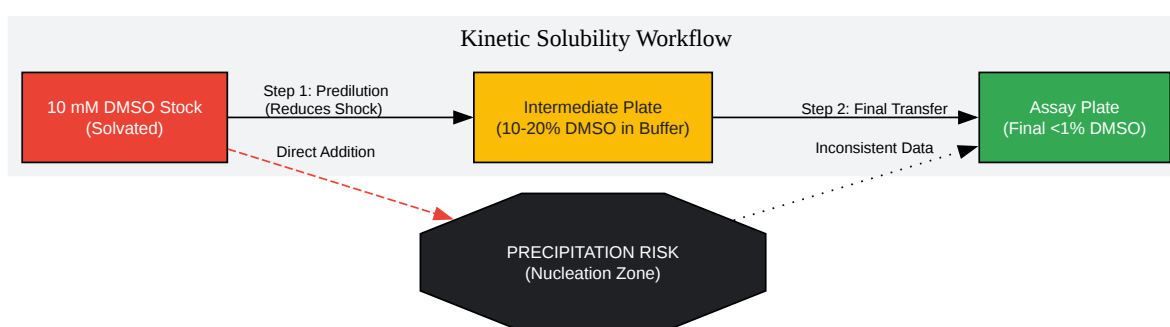 Kinetic Solubility Workflow
10 mM DMSO Stock
(Solvated)
Step 1: Predilution
(Reduces Shock)
Intermediate Plate
(10-20% DMSO in Buffer)
Step 2: Final Transfer
Assay Plate
(Final <1% DMSO)
Direct Addition
Inconsistent Data
PRECIPITATION RISK
(Nucleation Zone)